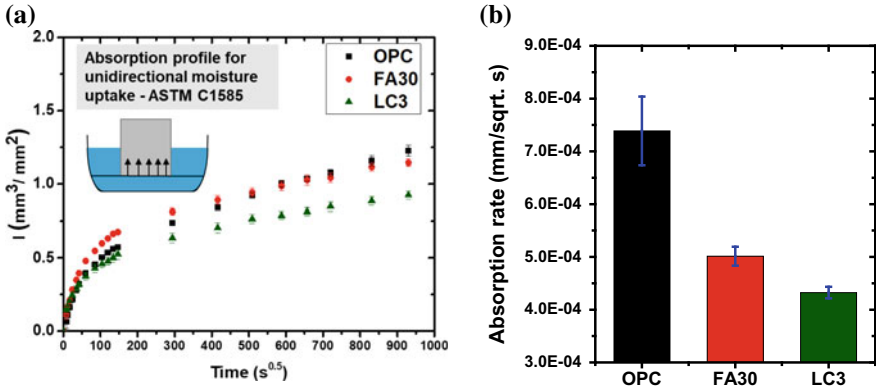 (a)
2.0
1.5
1.0
0.5
0.0
I (mm3/ mm2)
Absorption profile for
unidirectional moisture
uptake - ASTM C1585
OPC
FA30
LC3
0 100 200 300 400 500 600 700 800 900 1000
Time (s0.5)
(b)
9.0E-04
8.0E-04
7.0E-04
6.0E-04
5.0E-04
4.0E-04
3.0E-04
Absorption rate (mm/sqrt. s)
OPC FA30 LC3